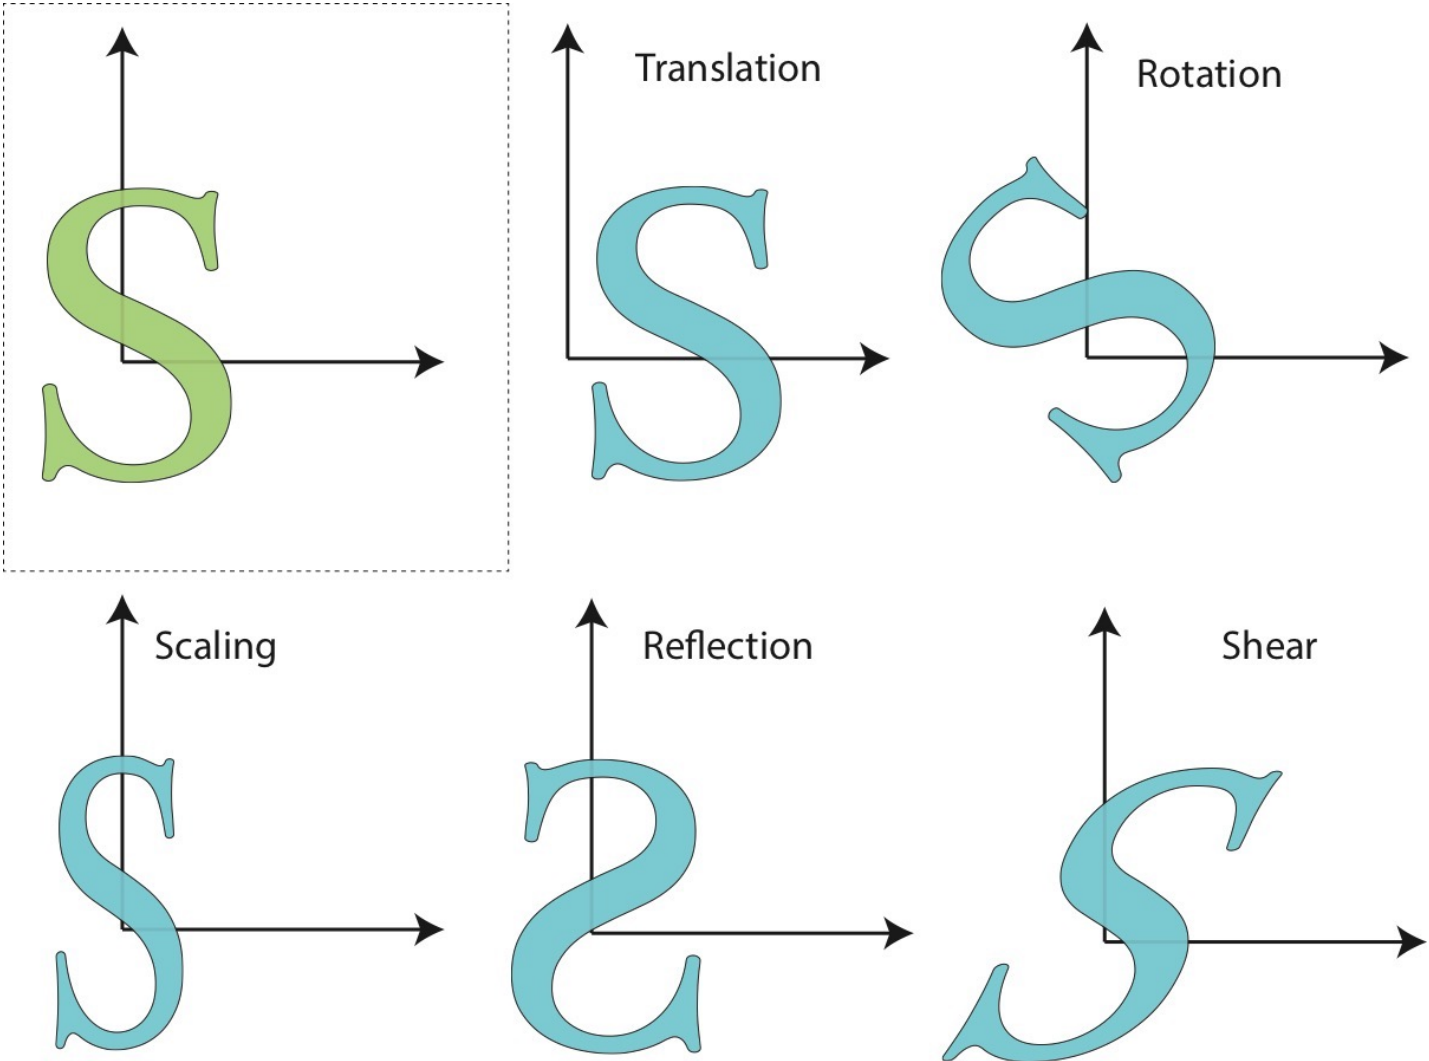 Translation
Rotation
Scaling
Reflection
Shear